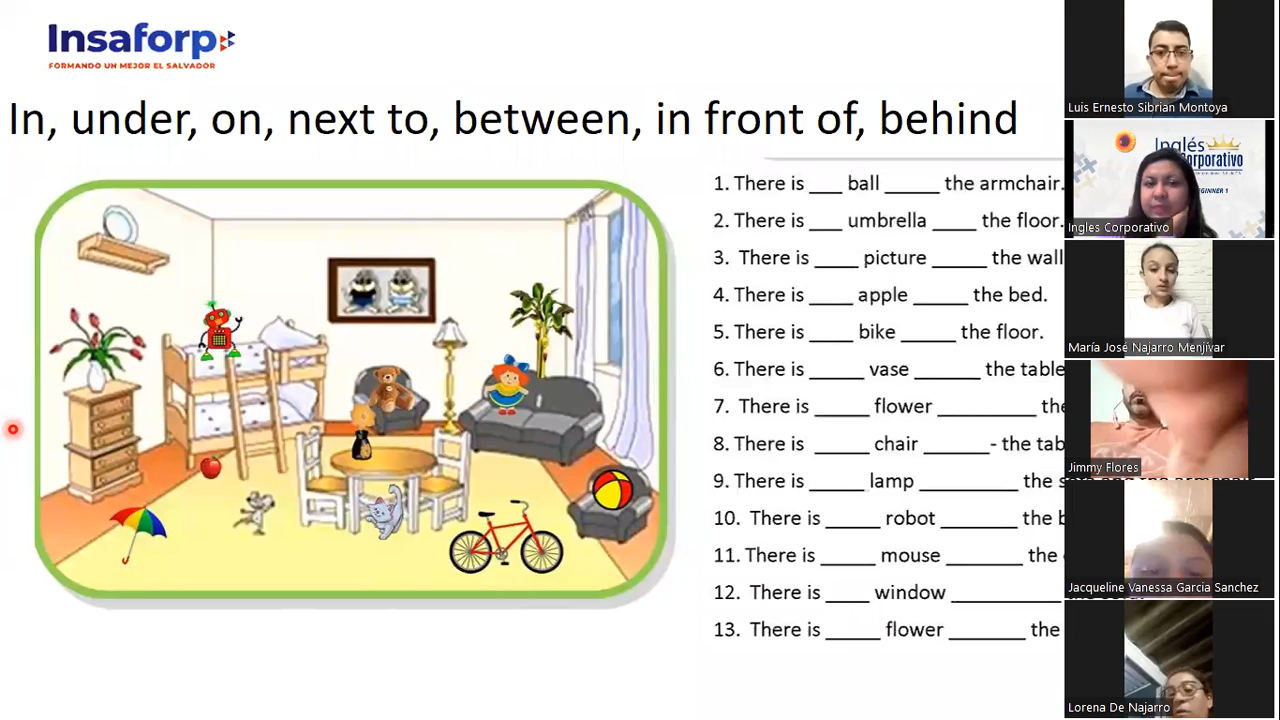 Insaforp
FORMANDO UN MEJOR EL SALVADOR
In, under, on, next to, between, in front of, behind
1. There is ___ ball _____ the armchair.
2. There is ___ umbrella ____ the floor.
3. There is ____ picture _____ the wall
4. There is ____ apple _____ the bed.
5. There is ____ bike _____ the floor.
6. There is _____ vase ______ the table
7. There is _____ flower _________ the
8. There is _____ chair ______- the tab
9. There is _____ lamp _________ the
10. There is _____ robot ________ the b
11. There is _____ mouse _______ the
12. There is ____ window __________
13. There is _____ flower _______ the
Luis Ernesto Sibrian Montoya
Inglés
Corporativo
Ingles Corporativo
María José Najarro Menjívar
Jimmy Flores
Jacqueline Vanessa Garcia Sanchez
Lorena De Najarro